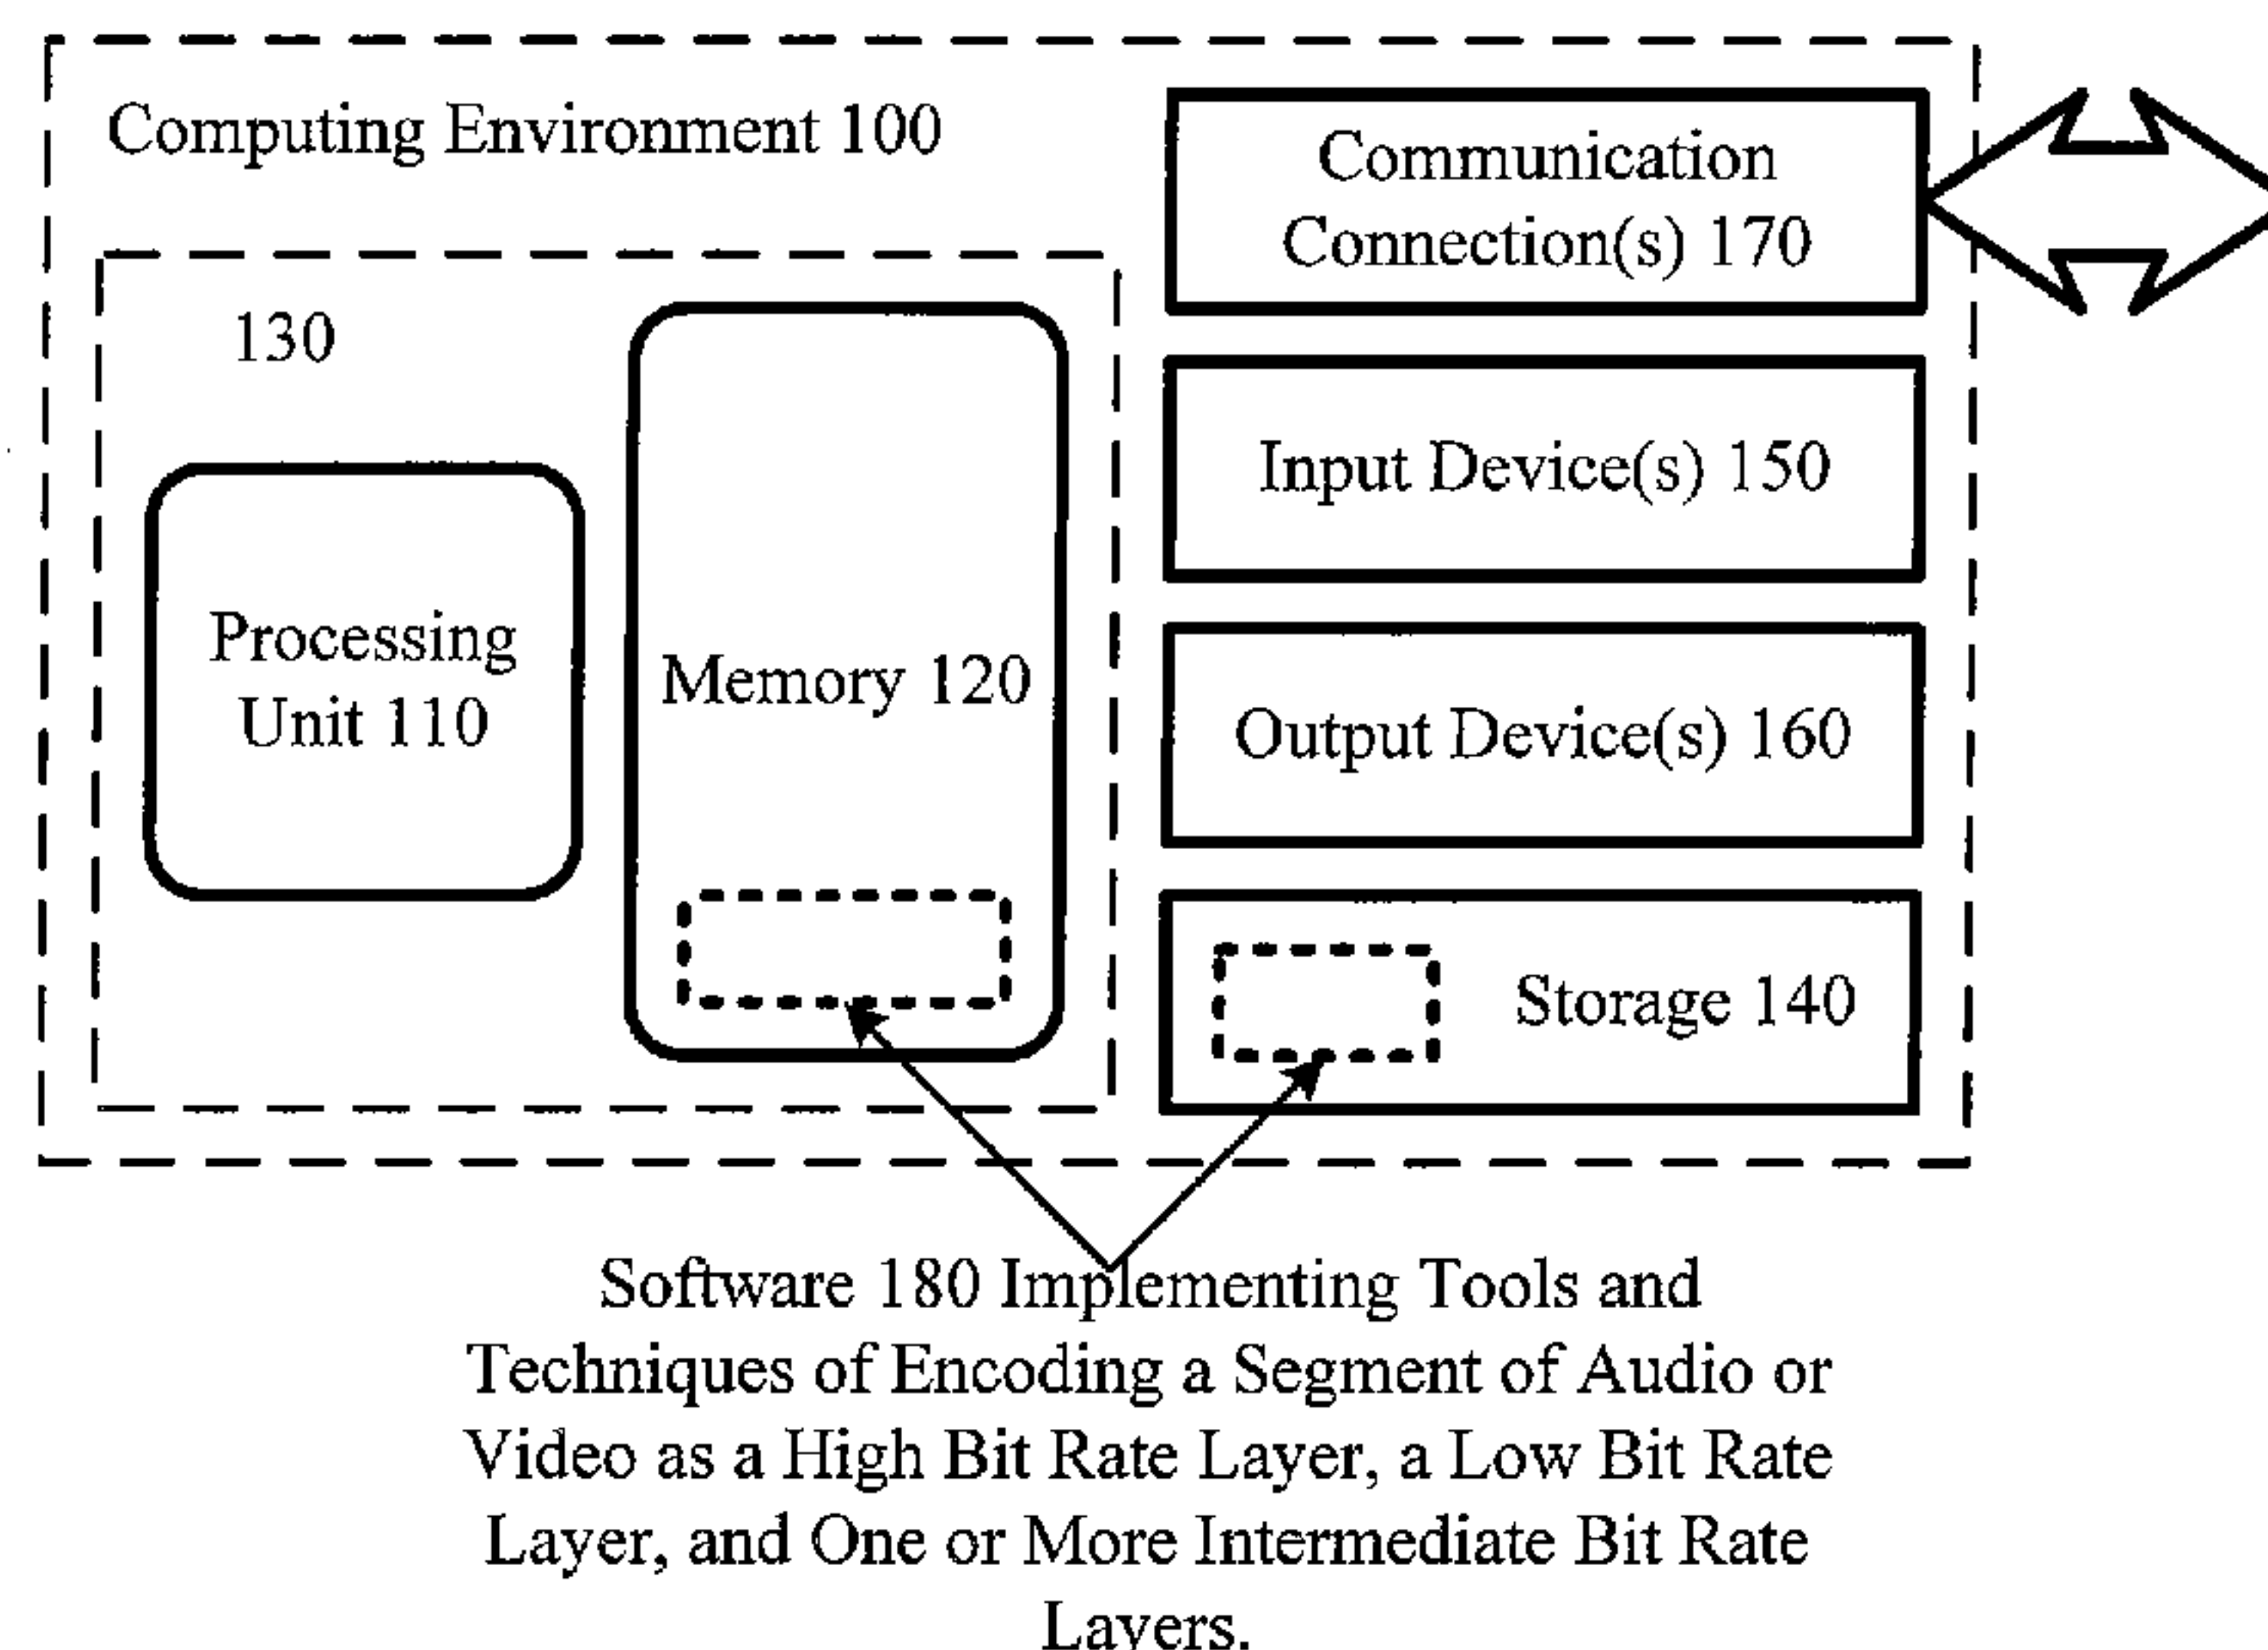 Computing Environment 100
Communication
Connection(s) 170
130
Input Device(s) 150
Processing
Unit 110
Memory 120
Output Device(s) 160
Storage 140
Software 180 Implementing Tools and
Techniques of Encoding a Segment of Audio or
Video as a High Bit Rate Layer, a Low Bit Rate
Layer, and One or More Intermediate Bit Rate
Layers.